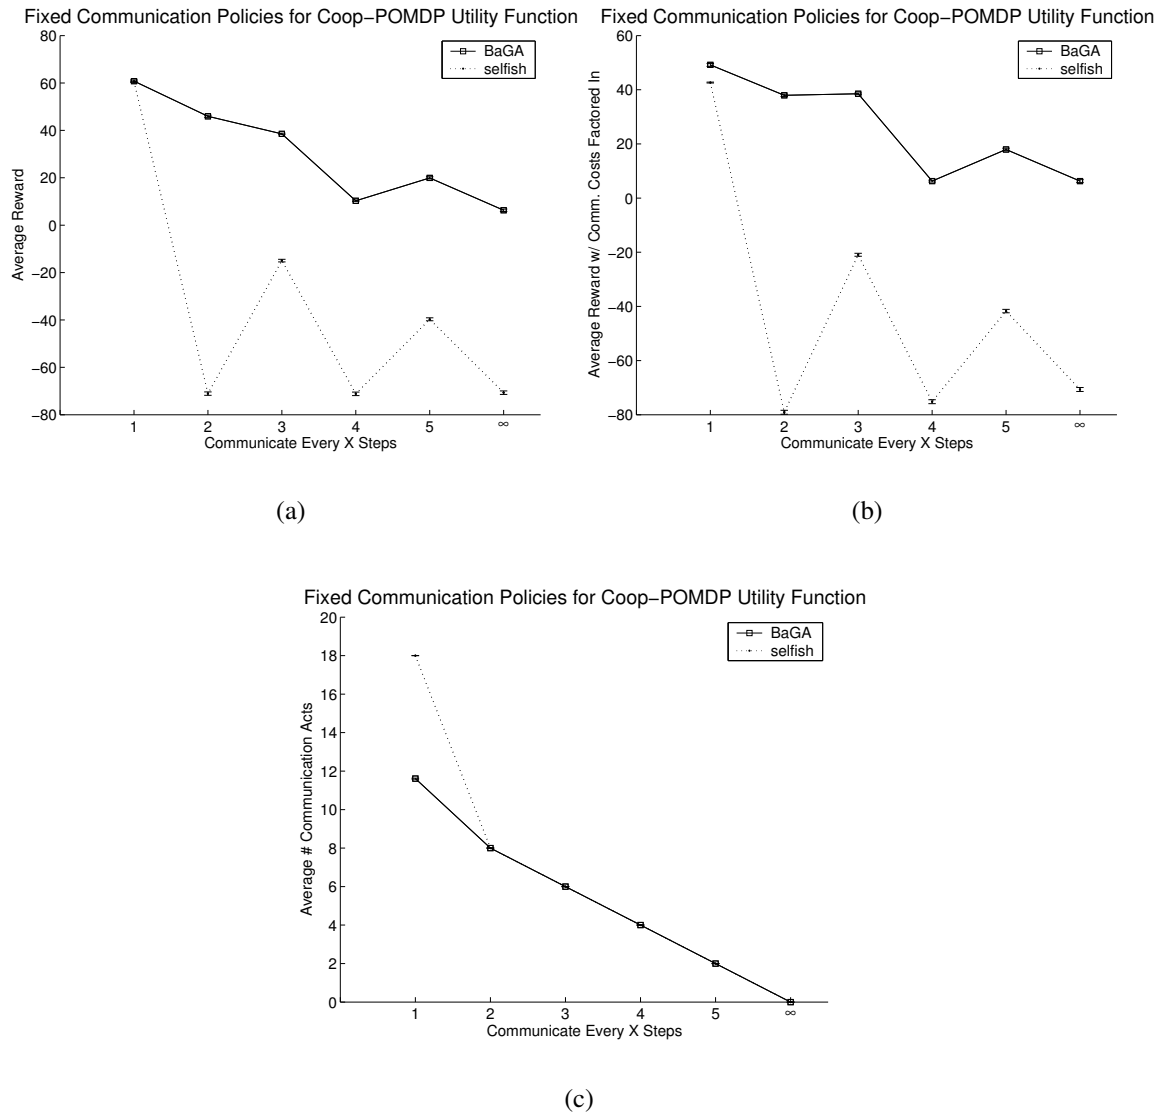 Fixed Communication Policies for Coop−POMDP Utility Function
80
60
40
20
0
−20
−40
−60
−80
Average Reward
BaGA
selfish
1 2 3 4 5 ∞
Communicate Every X Steps
(a)
Fixed Communication Policies for Coop−POMDP Utility Function
60
40
20
0
−20
−40
−60
−80
Average Reward w/ Comm. Costs Factored In
BaGA
selfish
1 2 3 4 5 ∞
Communicate Every X Steps
(b)
Fixed Communication Policies for Coop−POMDP Utility Function
20
18
16
14
12
10
8
6
4
2
0
Average # Communication Acts
BaGA
selfish
1 2 3 4 5 ∞
Communicate Every X Steps
(c)